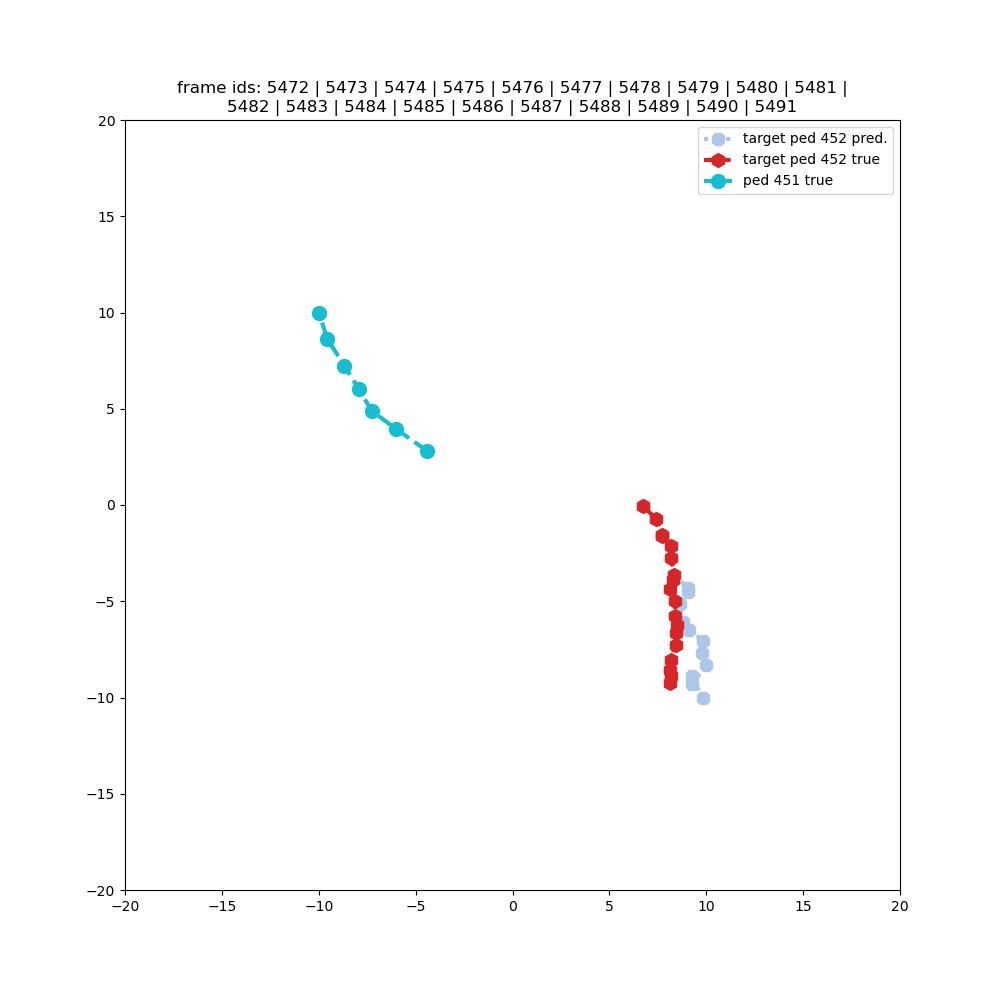 frame ids: 5472 | 5473 | 5474 | 5475 | 5476 | 5477 | 5478 | 5479 | 5480 | 5481 |
5482 | 5483 | 5484 | 5485 | 5486 | 5487 | 5488 | 5489 | 5490 | 5491
target ped 452 pred.
target ped 452 true
ped 451 true
20
15
10
5
0
−5
−10
−15
−20
−20 −15 −10 −5 0 5 10 15 20